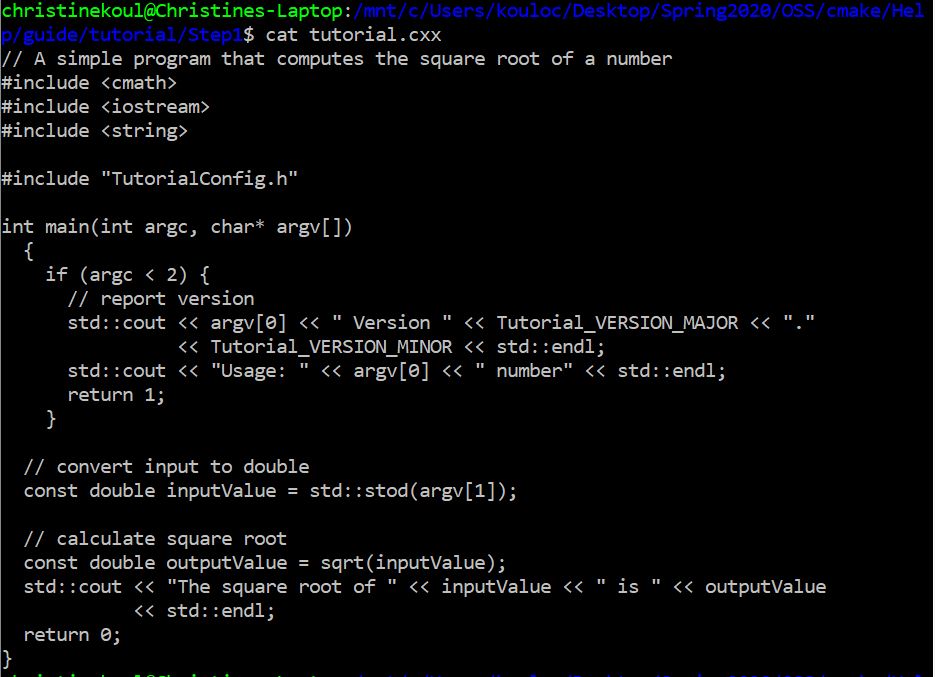 christinekoul@Christines-Laptop:/mnt/c/Users/kouloc/Desktop/Spring2020/OSS/cmake/Hel
p/guide/tutorial/Step1$ cat tutorial.cxx
// A simple program that computes the square root of a number
#include <cmath>
#include <iostream>
#include <string>

#include "TutorialConfig.h"

int main(int argc, char* argv[])
  {
    if (argc < 2) {
      // report version
      std::cout << argv[0] << " Version " << Tutorial_VERSION_MAJOR << "."
                << Tutorial_VERSION_MINOR << std::endl;
      std::cout << "Usage: " << argv[0] << " number" << std::endl;
      return 1;
    }

  // convert input to double
  const double inputValue = std::stod(argv[1]);

  // calculate square root
  const double outputValue = sqrt(inputValue);
  std::cout << "The square root of " << inputValue << " is " << outputValue
            << std::endl;
  return 0;
}